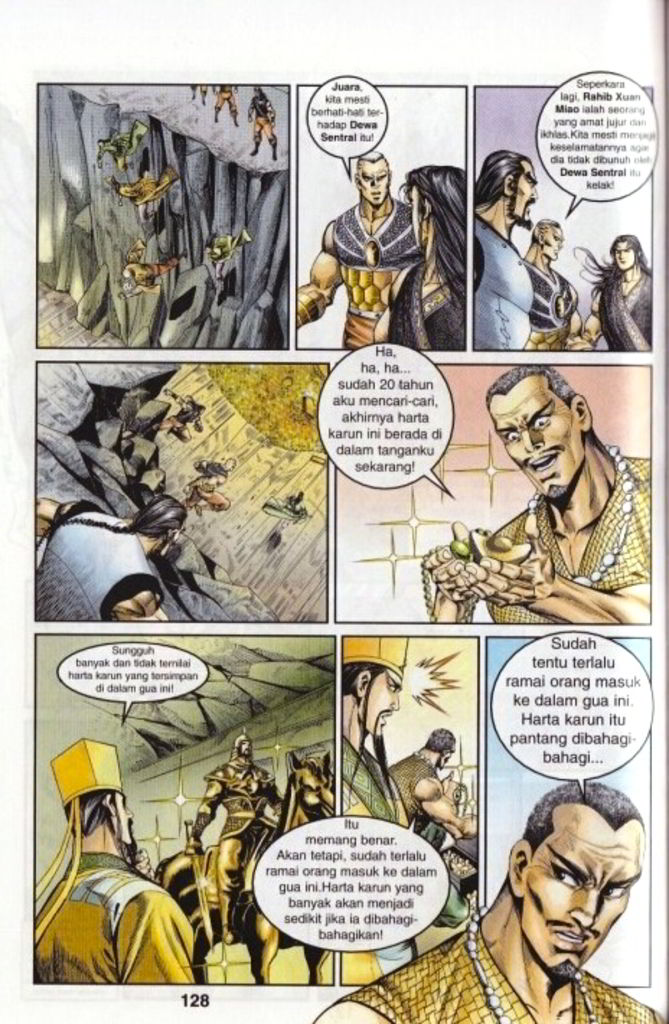 Juara,
kita mesti
berhati-hati ter-
hadap Dewa
Sentral itu!
Seperkara
lagi, Rahib Xuan
Miao ialah seorang
yang amat jujur dan
ikhlas.Kita mesti menjaga
keselamatannya agar
dia tidak dibunuh oleh
Dewa Sentral itu
kelak!
Ha,
ha, ha...
sudah 20 tahun
aku mencari-cari,
akhirnya harta
karun ini berada di
dalam tanganku
sekarang!
Sungguh
banyak dan tidak ternilai
harta karun yang tersimpan
di dalam gua ini!
Itu
memang benar.
Akan tetapi, sudah terlalu
ramai orang masuk ke dalam
gua ini.Harta karun yang
banyak akan menjadi
sedikit jika ia dibahagi-
bahagikan!
Sudah
tentu terlalu
ramai orang masuk
ke dalam gua ini.
Harta karun itu
pantang dibahagi-
bahagi...
128